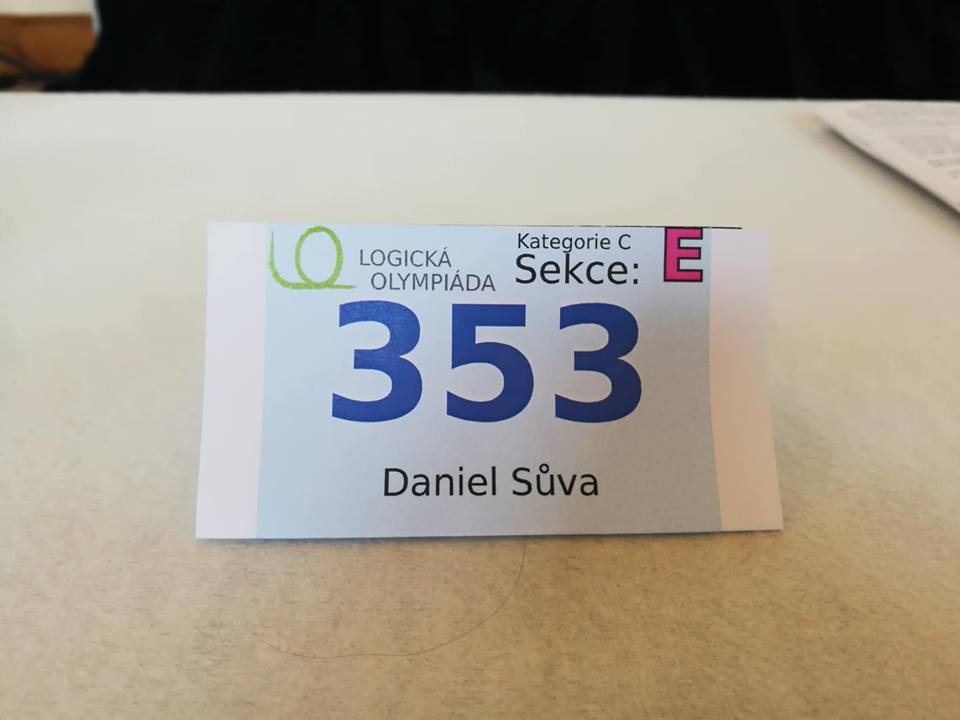 LOGICKÁ
OLYMPIÁDA
Kategorie C
Sekce: E
353
Daniel Sůva